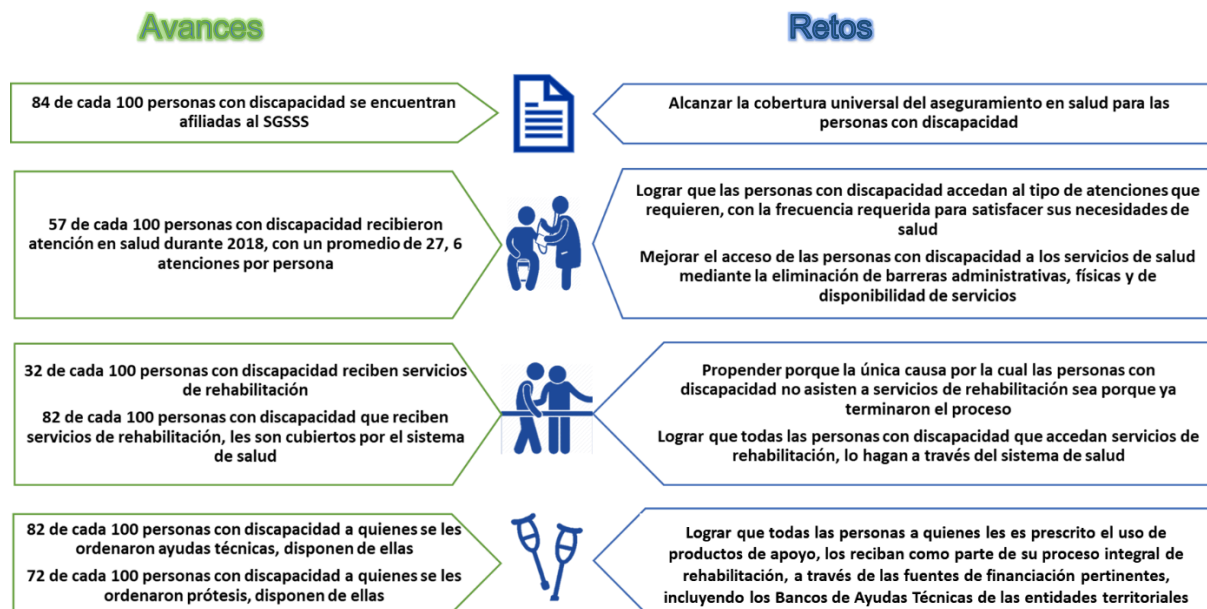 Avances
Retos
84 de cada 100 personas con discapacidad se encuentran
afiliadas al SGSSS
Alcanzar la cobertura universal del aseguramiento en salud para las
personas con discapacidad
57 de cada 100 personas con discapacidad recibieron
atención en salud durante 2018, con un promedio de 27, 6
atenciones por persona
Lograr que las personas con discapacidad accedan al tipo de atenciones que
requieren, con la frecuencia requerida para satisfacer sus necesidades de
salud
Mejorar el acceso de las personas con discapacidad a los servicios de salud
mediante la eliminación de barreras administrativas, físicas y de
disponibilidad de servicios
32 de cada 100 personas con discapacidad reciben servicios
de rehabilitación
82 de cada 100 personas con discapacidad que reciben
servicios de rehabilitación, les son cubiertos por el sistema
de salud
Propender porque la única causa por la cual las personas con
discapacidad no asisten a servicios de rehabilitación sea porque ya
terminaron el proceso
Lograr que todas las personas con discapacidad que accedan servicios de
rehabilitación, lo hagan a través del sistema de salud
82 de cada 100 personas con discapacidad a quienes se les
ordenaron ayudas técnicas, disponen de ellas
72 de cada 100 personas con discapacidad a quienes se les
ordenaron prótesis, disponen de ellas
Lograr que todas las personas a quienes les es prescrito el uso de
productos de apoyo, los reciban como parte de su proceso integral de
rehabilitación, a través de las fuentes de financiación pertinentes,
incluyendo los Bancos de Ayudas Técnicas de las entidades territoriales